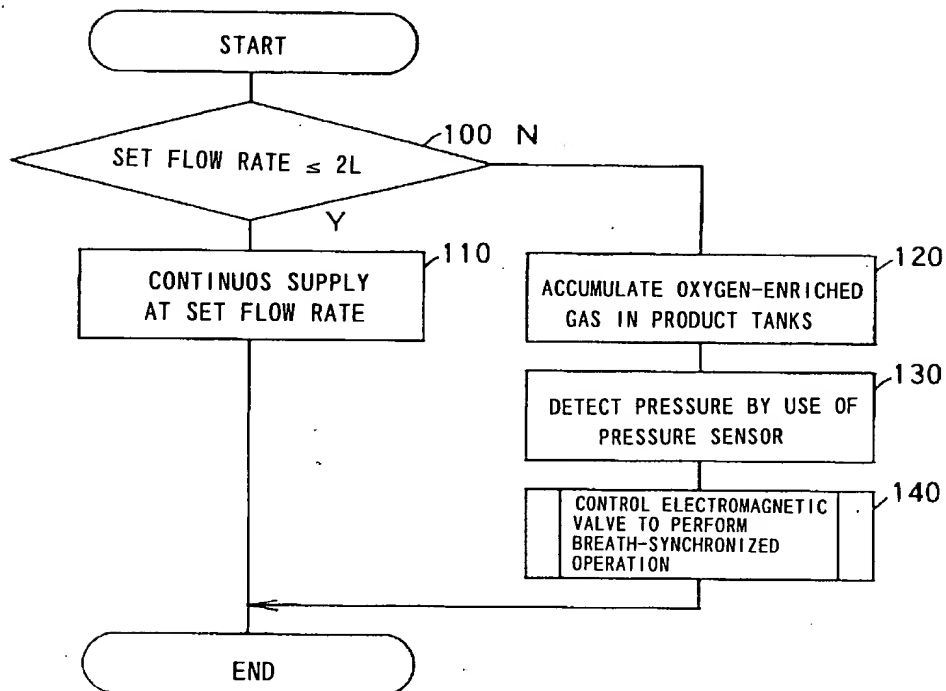 START
100 N
SET FLOW RATE ≤ 2L
Y
110
CONTINUOS SUPPLY
AT SET FLOW RATE
120
ACCUMULATE OXYGEN-ENRICHED
GAS IN PRODUCT TANKS
130
DETECT PRESSURE BY USE OF
PRESSURE SENSOR
140
CONTROL ELECTROMAGNETIC
VALVE TO PERFORM
BREATH-SYNCHRONIZED
OPERATION
END